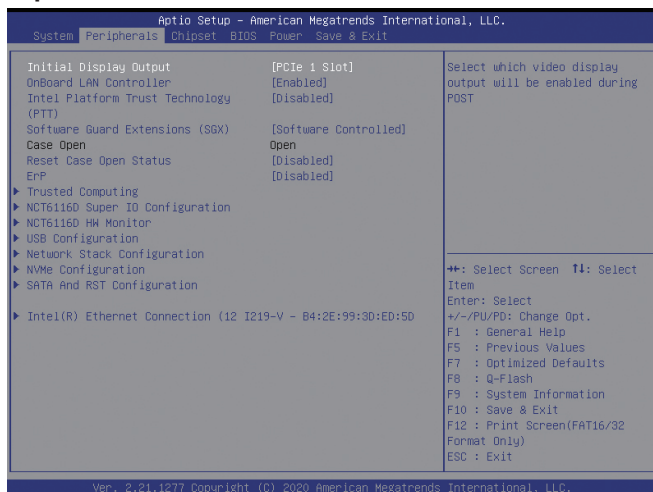 Aptio Setup – American Megatrends International, LLC.
System Peripherals Chipset BIOS Power Save & Exit
Initial Display Output [PCIe 1 Slot]
OnBoard LAN Controller [Enabled]
Intel Platform Trust Technology [Disabled]
(PTT)
Software Guard Extensions (SGX) [Software Controlled]
Case Open Open
Reset Case Open Status [Disabled]
ErP [Disabled]
Trusted Computing
NCT6116D Super IO Configuration
NCT6116D HW Monitor
USB Configuration
Network Stack Configuration
NVMe Configuration
SATA And RST Configuration
Intel(R) Ethernet Connection (12 I219-V – B4:2E:99:3D:ED:5D
Select which video display
output will be enabled during
POST
→←: Select Screen ↑↓: Select
Item
Enter: Select
+/-/PU/PD: Change Opt.
F1 : General Help
F5 : Previous Values
F7 : Optimized Defaults
F8 : Q-Flash
F9 : System Information
F10 : Save & Exit
F12 : Print Screen(FAT16/32
Format Only)
ESC : Exit
Ver. 2.21.1277 Copyright (C) 2020 American Megatrends International, LLC.